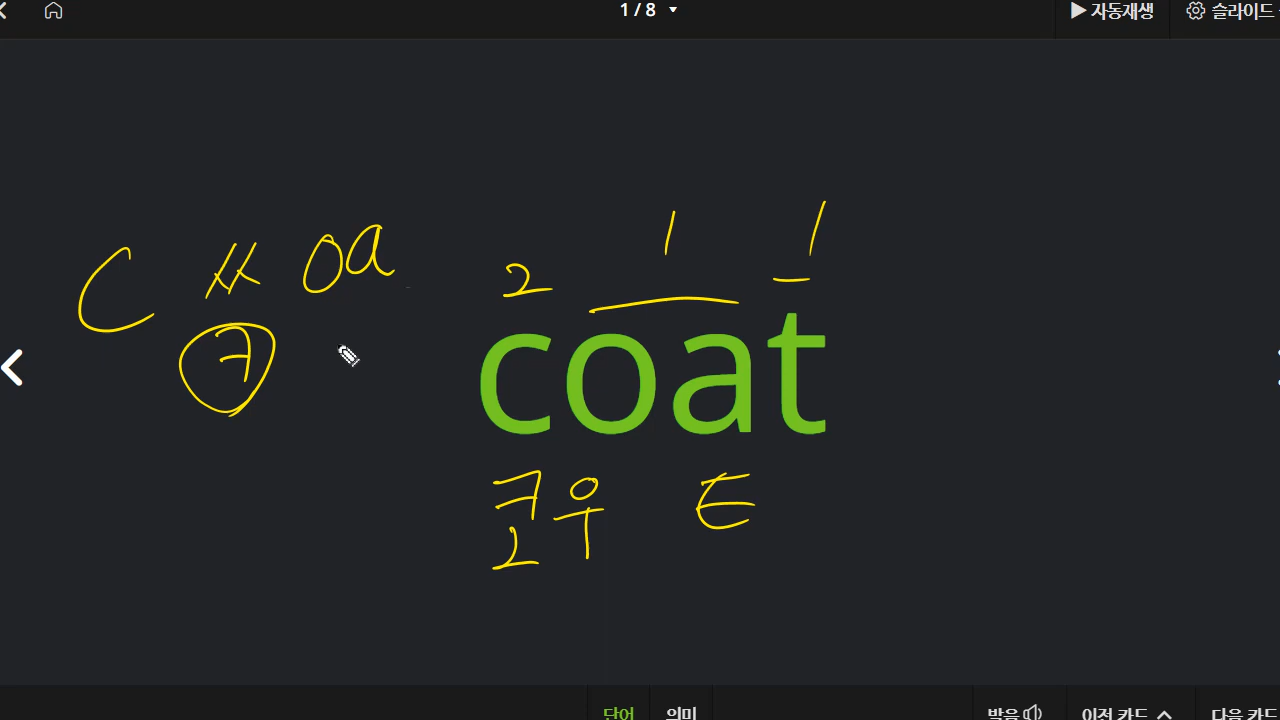 1 / 8
자동재생 슬라이드
C ㅆ oa
ㅋ
2 1 1
coat
코우 ㅌ
단어 의미 발음 이전 카드 다음 카드